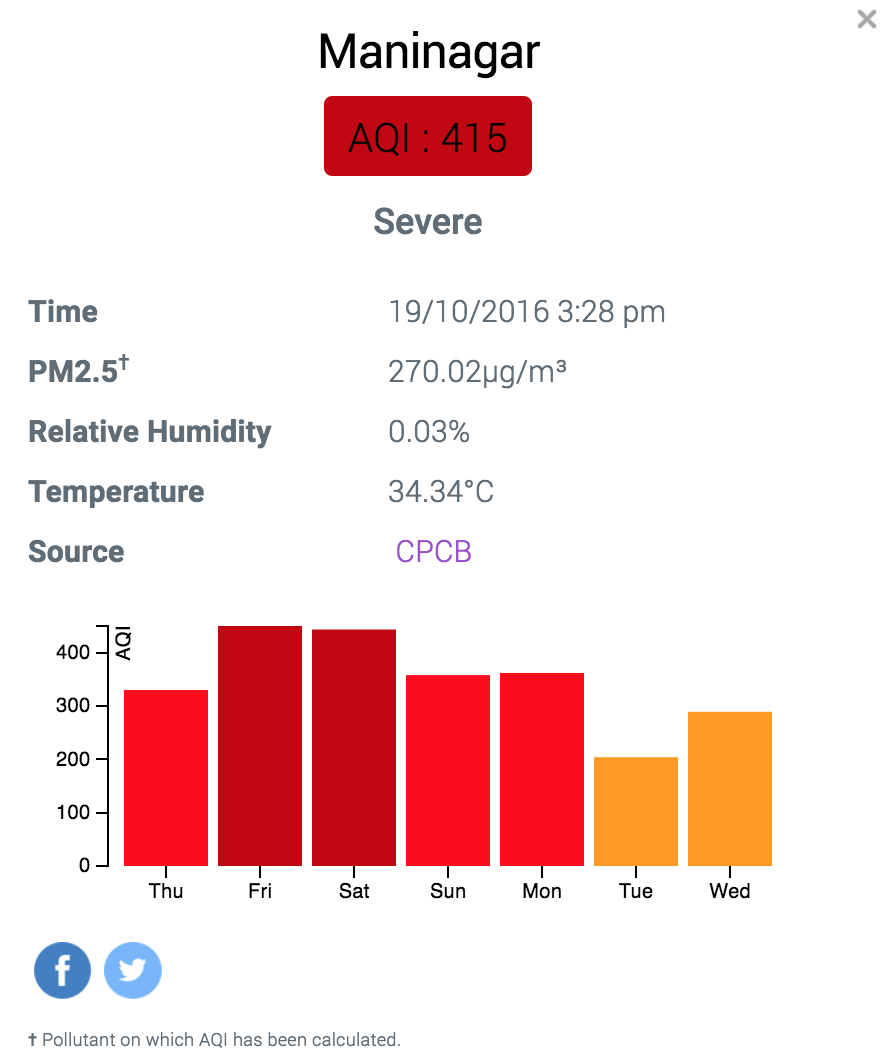 Maninagar
AQI : 415
Severe
Time 19/10/2016 3:28 pm
PM2.5† 270.02µg/m³
Relative Humidity 0.03%
Temperature 34.34°C
Source CPCB
AQI
400
300
200
100
0
Thu Fri Sat Sun Mon Tue Wed
† Pollutant on which AQI has been calculated.